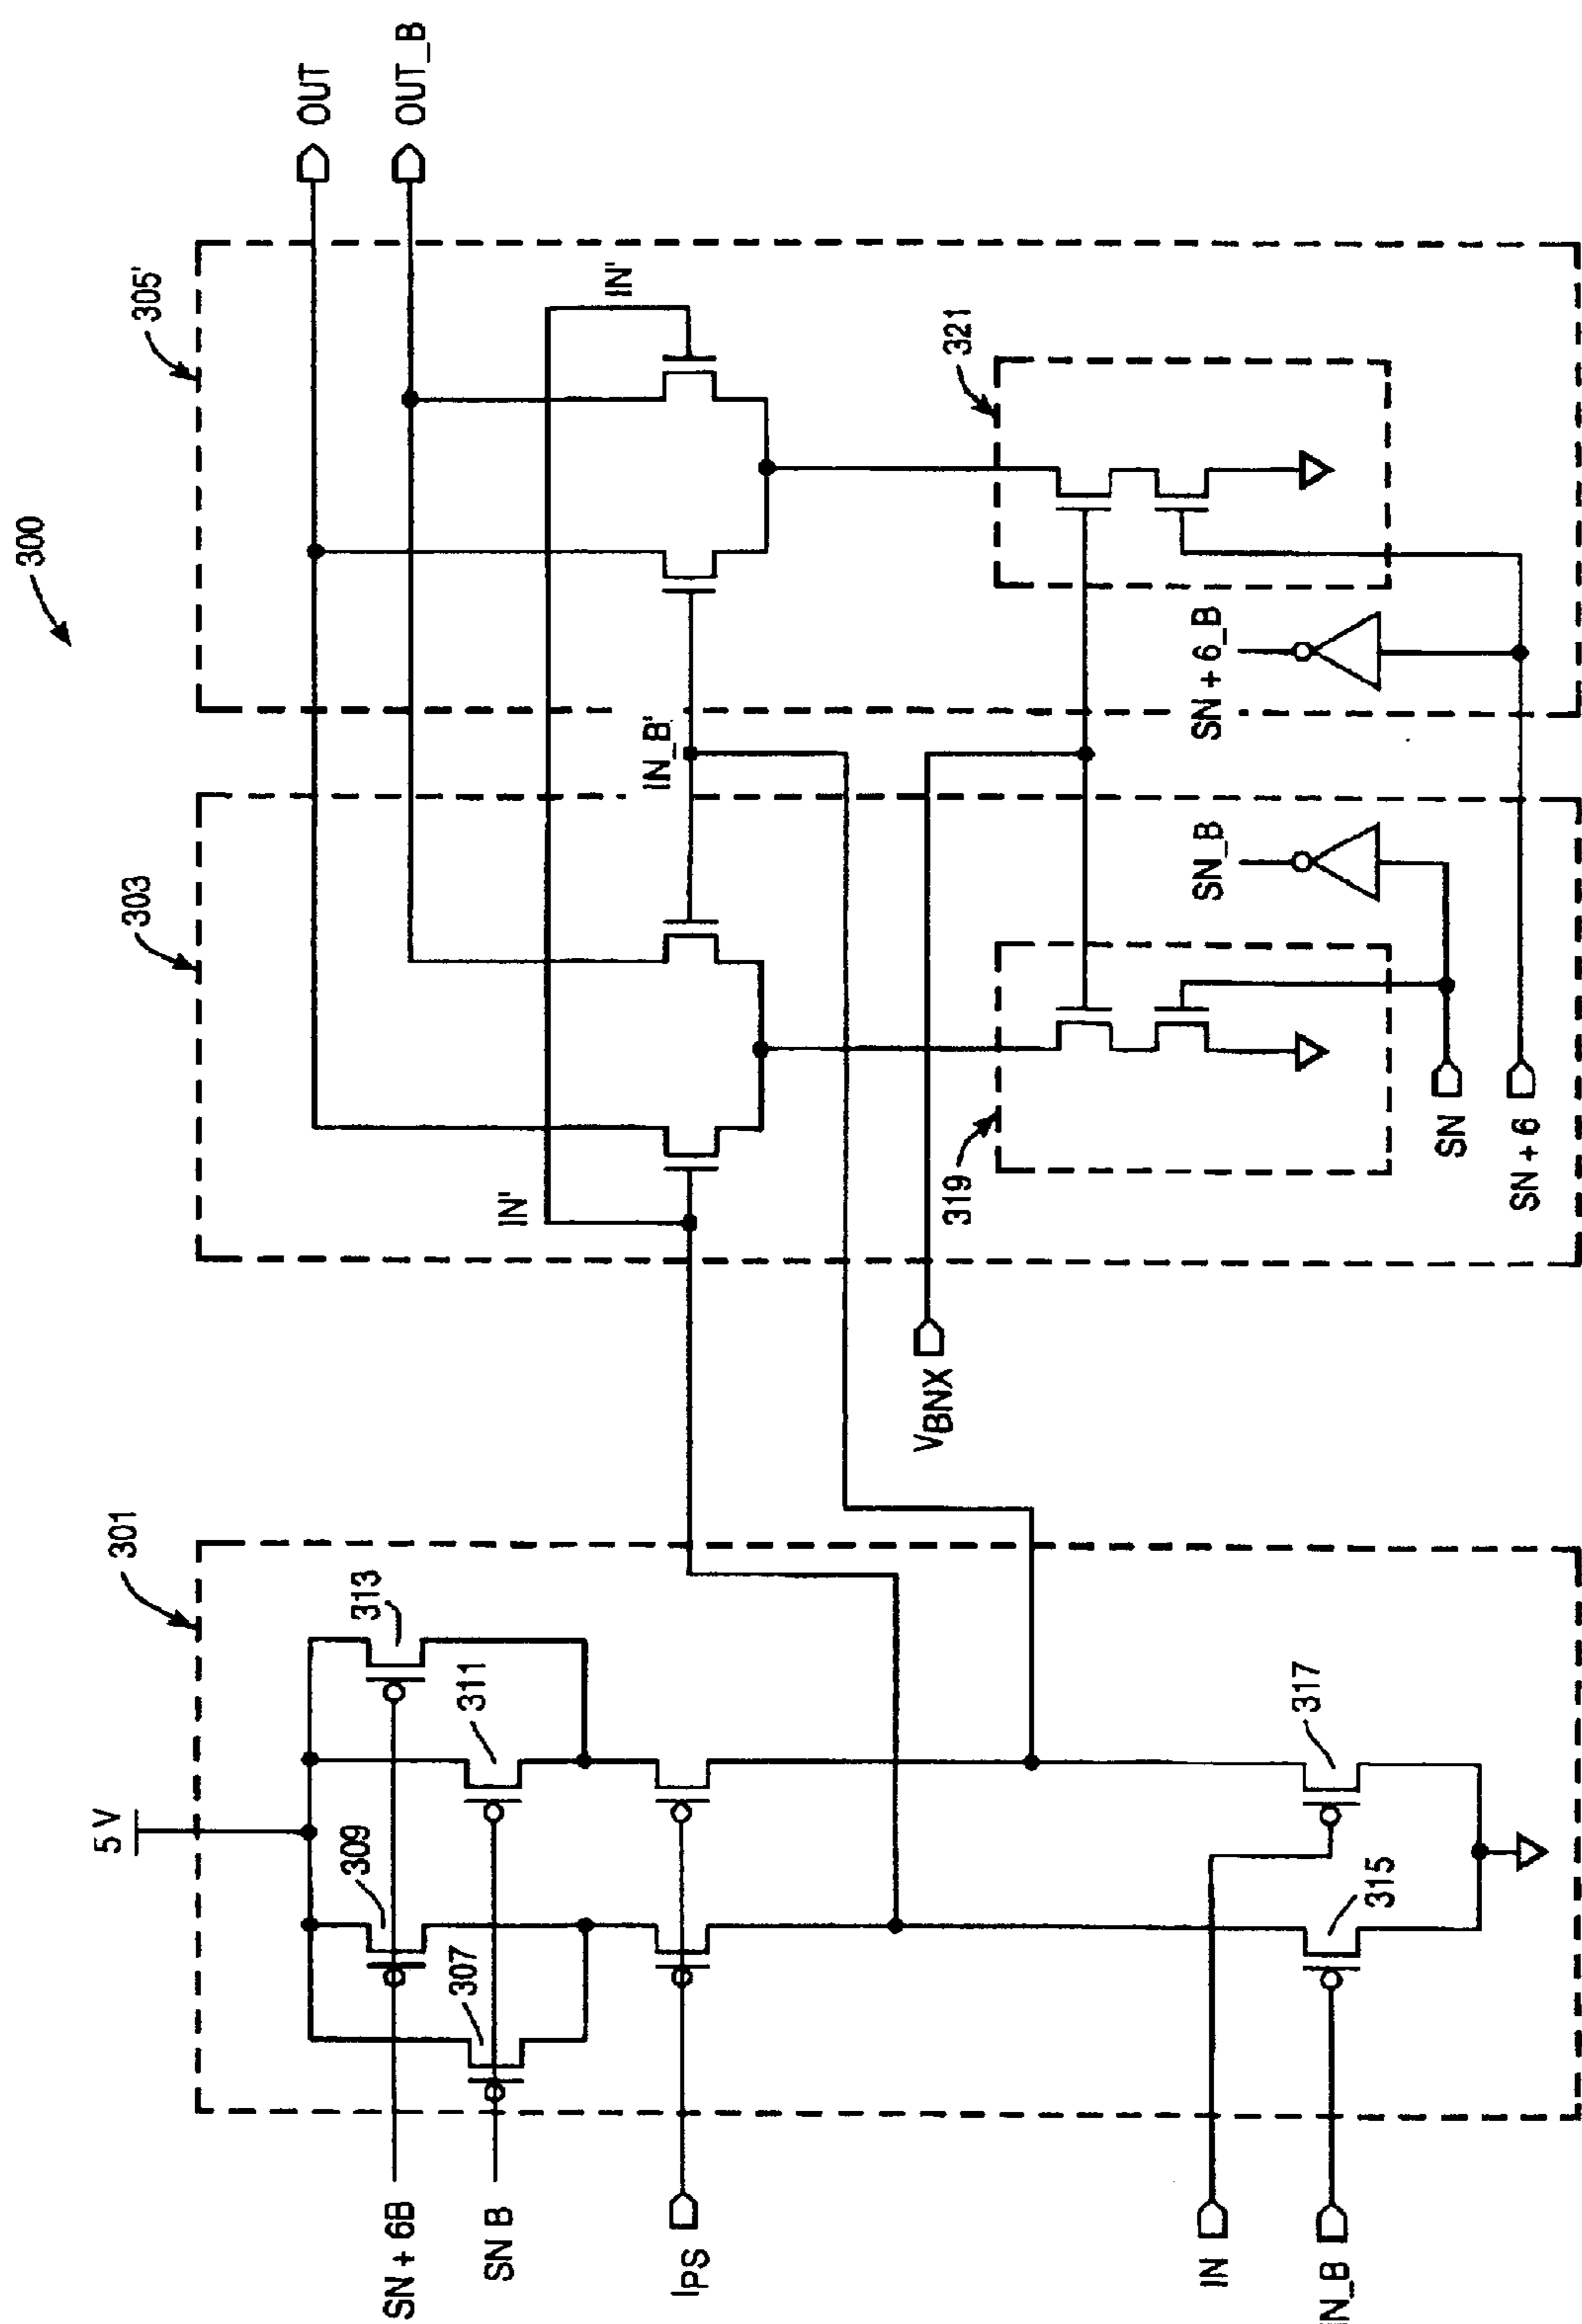 300
301
303
305'
5 V
309
307
311
313
SN + 6B
SN B
IPS
IN
N_B
315
317
IN'
IN_B'
IN'
OUT
OUT_B
VBNX
319
321
SN_B
SN + 6_B
SN
SN + 6